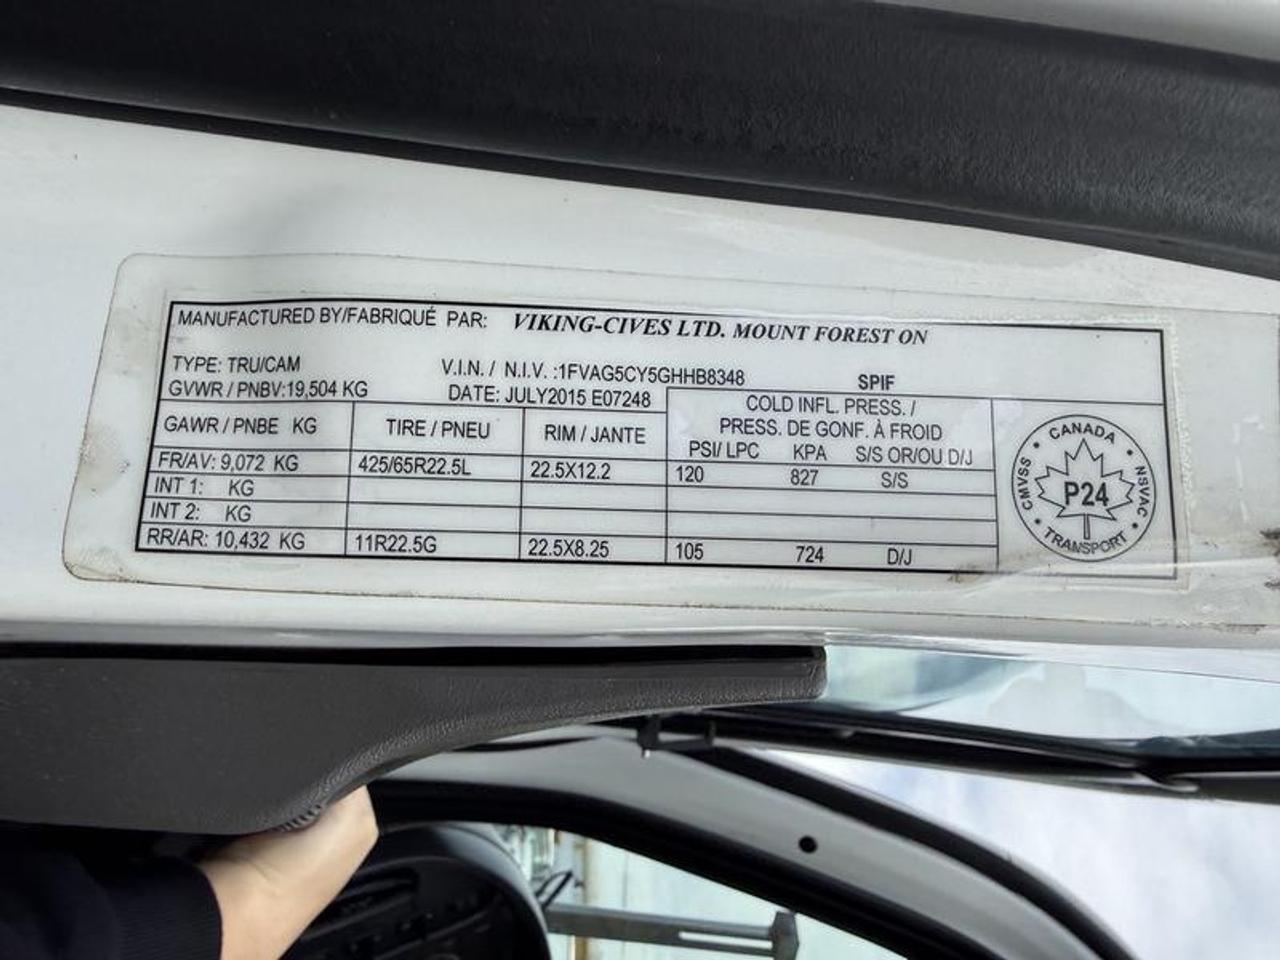 MANUFACTURED BY/FABRIQUÉ PAR: VIKING-CIVES LTD. MOUNT FOREST ON
TYPE: TRU/CAM V.I.N. / N.I.V. :1FVAG5CY5GHHB8348 SPIF
GVWR / PNBV:19,504 KG DATE: JULY2015 E07248
COLD INFL. PRESS. /
PRESS. DE GONF. À FROID
GAWR / PNBE KG TIRE / PNEU RIM / JANTE PSI/ LPC KPA S/S OR/OU D/J
FR/AV: 9,072 KG 425/65R22.5L 22.5X12.2 120 827 S/S
INT 1: KG
INT 2: KG
RR/AR: 10,432 KG 11R22.5G 22.5X8.25 105 724 D/J
CANADA
CMVSS
P24
NSVAC
TRANSPORT